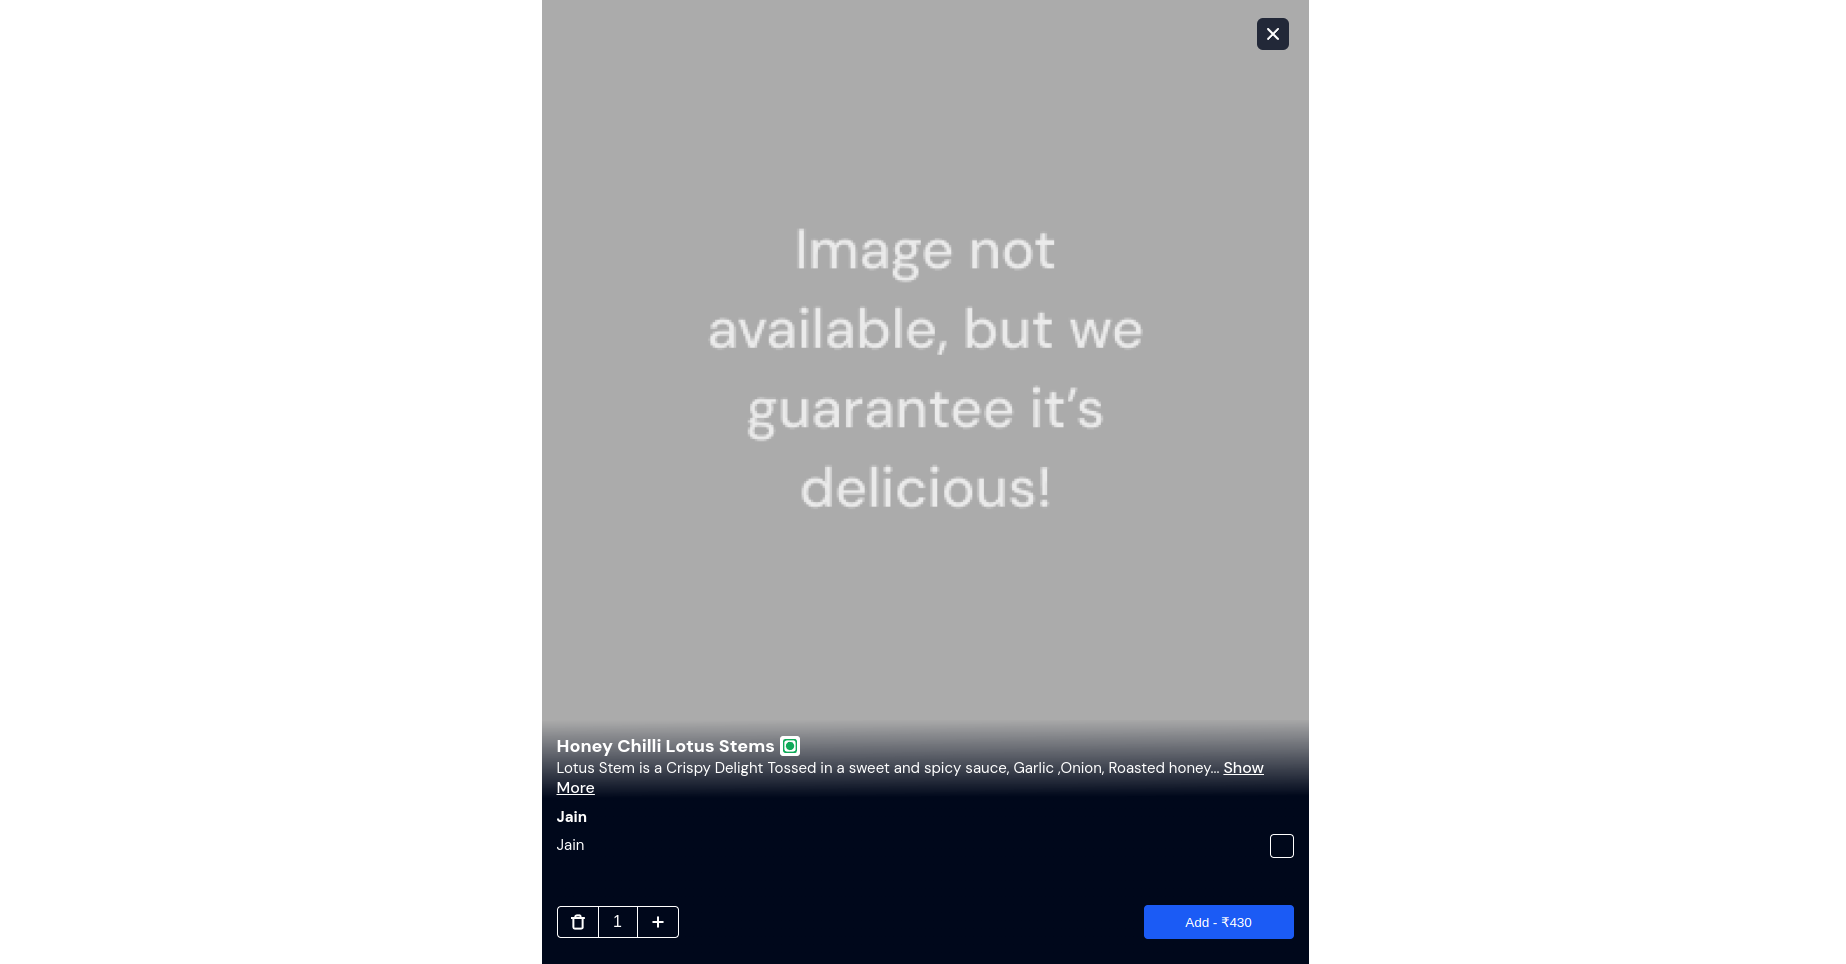 Image not
available, but we
guarantee it’s
delicious!
Honey Chilli Lotus Stems
Lotus Stem is a Crispy Delight Tossed in a sweet and spicy sauce, Garlic ,Onion, Roasted honey... Show
More
Jain
Jain
1
Add - ₹430